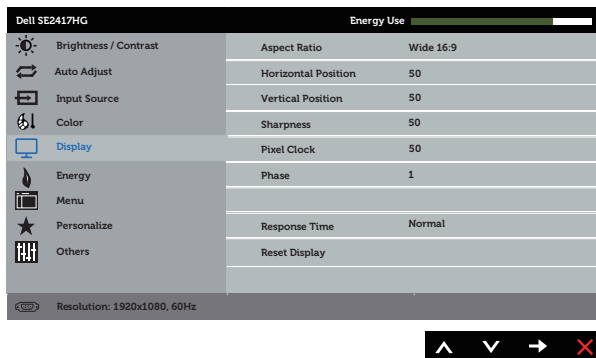 Dell SE2417HG Energy Use
Brightness / Contrast
Auto Adjust
Input Source
Color
Display
Energy
Menu
Personalize
Others
Aspect Ratio Wide 16:9
Horizontal Position 50
Vertical Position 50
Sharpness 50
Pixel Clock 50
Phase 1
Response Time Normal
Reset Display
Resolution: 1920x1080, 60Hz